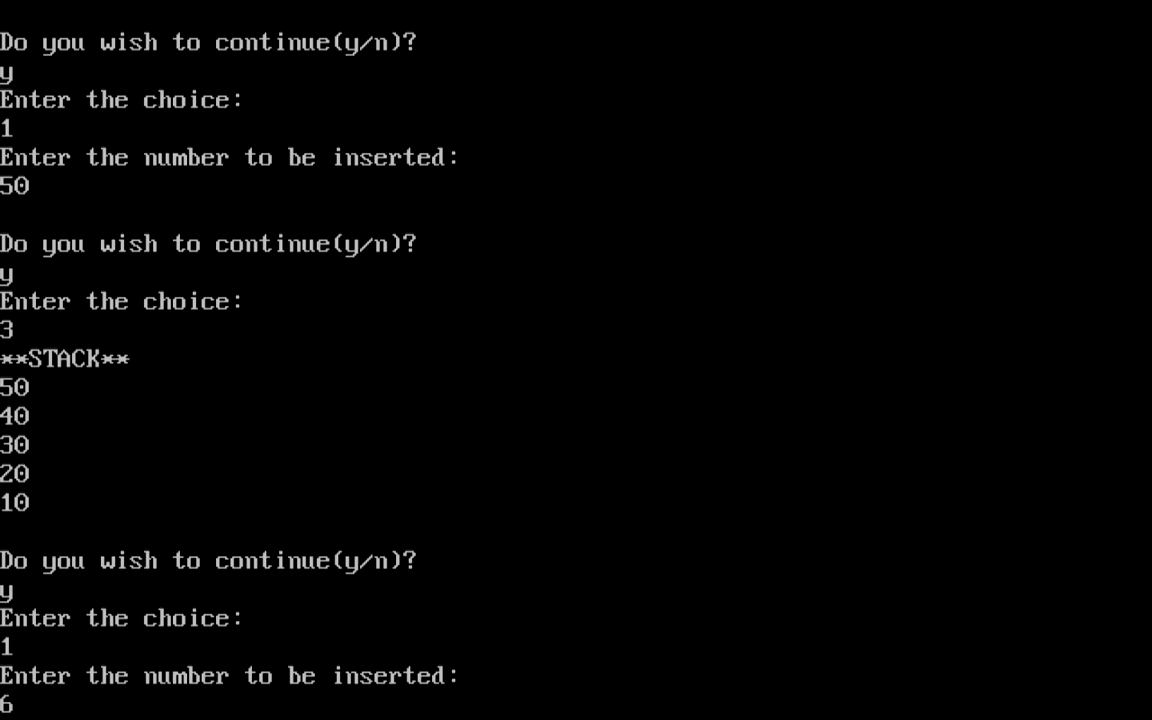 Do you wish to continue(y/n)?
y
Enter the choice:
1
Enter the number to be inserted:
50
Do you wish to continue(y/n)?
y
Enter the choice:
3
**STACK**
50
40
30
20
10
Do you wish to continue(y/n)?
y
Enter the choice:
1
Enter the number to be inserted:
6